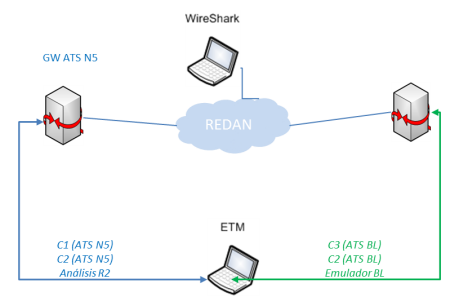 WireShark
GW ATS N5
REDAN
ETM
C1 (ATS N5)
C2 (ATS N5)
Análisis R2
C3 (ATS BL)
C2 (ATS BL)
Emulador BL